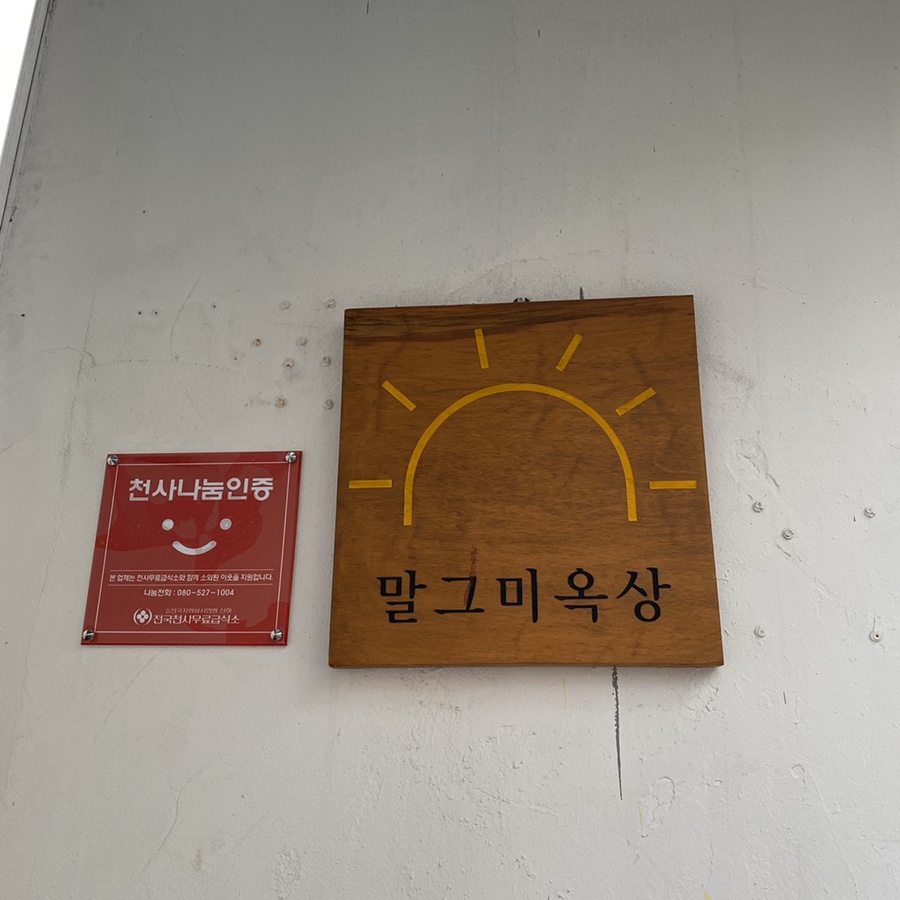 천사나눔인증
본 업체는 천사무료급식소와 함께 소외된 이웃을 지원합니다.
나눔전화 : 080-527-1004
전국천사무료급식소
말그미옥상